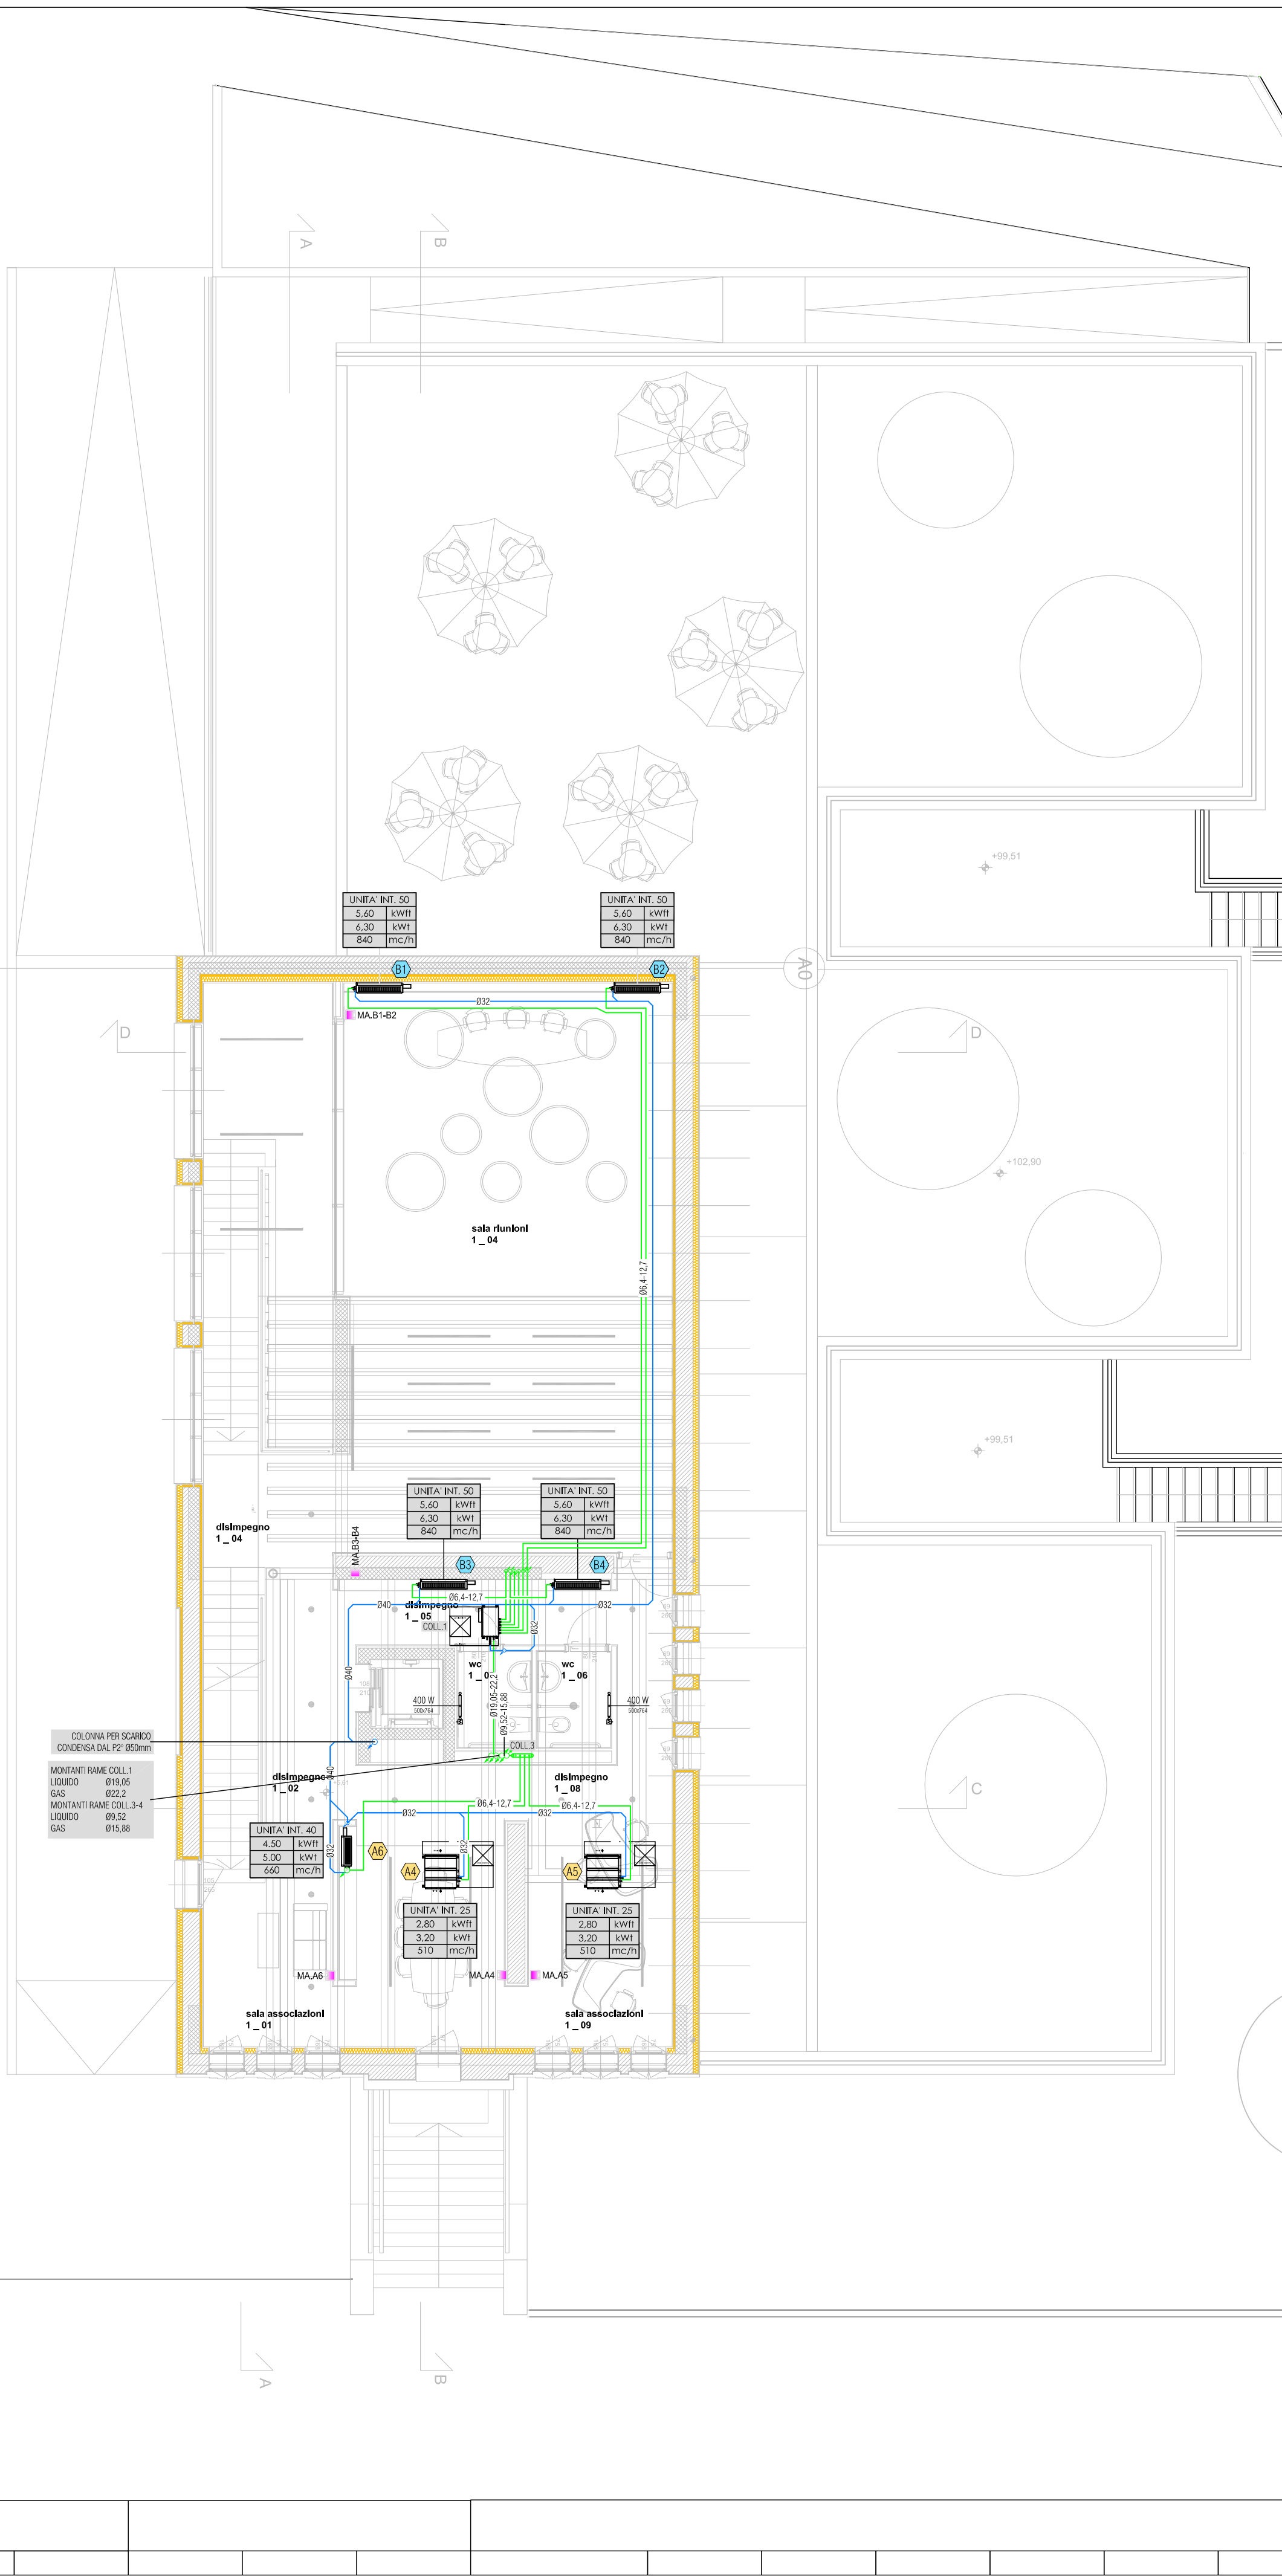 A
B
+99,51
UNITA' INT. 50
5,60 kWft
6,30 kWt
840 mc/h
UNITA' INT. 50
5,60 kWft
6,30 kWt
840 mc/h
B1
B2
A0
Ø32
MA.B1-B2
D
D
+102,90
sala riunioni
1 _ 04
Ø6,4-12,7
+99,51
UNITA' INT. 50
5,60 kWft
6,30 kWt
840 mc/h
UNITA' INT. 50
5,60 kWft
6,30 kWt
840 mc/h
disimpegno
1 _ 04
MA.B3-B4
B3
B4
Ø6,4-12,7
Ø40
disimpegno
1 _ 05
COLL.1
Ø32
Ø32
wc
1 _ 0
wc
1 _ 06
Ø40
Ø19,05-22,2
Ø9,52-15,88
400 W
500x764
400 W
500x764
COLL.3
COLONNA PER SCARICO
CONDENSA DAL P2° Ø50mm
MONTANTI RAME COLL.1
LIQUIDO Ø19,05
GAS Ø22,2
MONTANTI RAME COLL.3-4
LIQUIDO Ø9,52
GAS Ø15,88
disimpegno
1 _ 02
Ø40
disimpegno
1 _ 08
C
Ø6,4-12,7
Ø6,4-12,7
Ø32
Ø32
UNITA' INT. 40
4.50 kWft
5.00 kWt
660 mc/h
Ø32
Ø32
A6
A4
A5
UNITA' INT. 25
2,80 kWft
3,20 kWt
510 mc/h
UNITA' INT. 25
2,80 kWft
3,20 kWt
510 mc/h
MA.A6
MA.A4
MA.A5
sala associazioni
1 _ 01
sala associazioni
1 _ 09
A
B